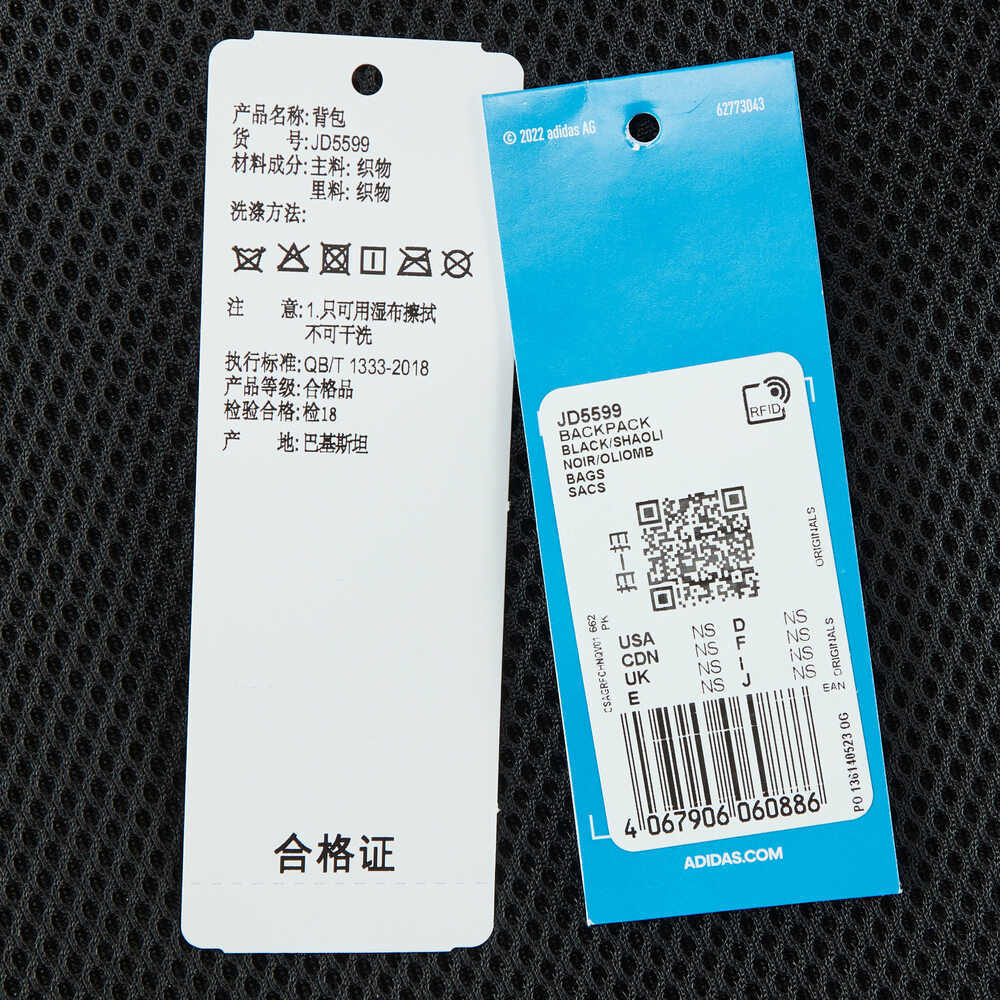 产品名称:背包
货 号:JD5599
材料成分:主料: 织物
里料: 织物
洗涤方法:
注 意:1.只可用湿布擦拭
不可干洗
执行标准:QB/T 1333-2018
产品等级:合格品
检验合格:检18
产 地:巴基斯坦
合格证
© 2022 adidas AG
62773043
RFID
JD5599
BACKPACK
BLACK/SHAOLI
NOIR/OLIOMB
BAGS
SACS
扫一扫
ORIGINALS
662
PK
USA NS D NS
CDN NS F NS
UK NS I NS
E NS J NS
EAN ORIGINALS
PO 136140523 OG
4 067906 060886
ADIDAS.COM